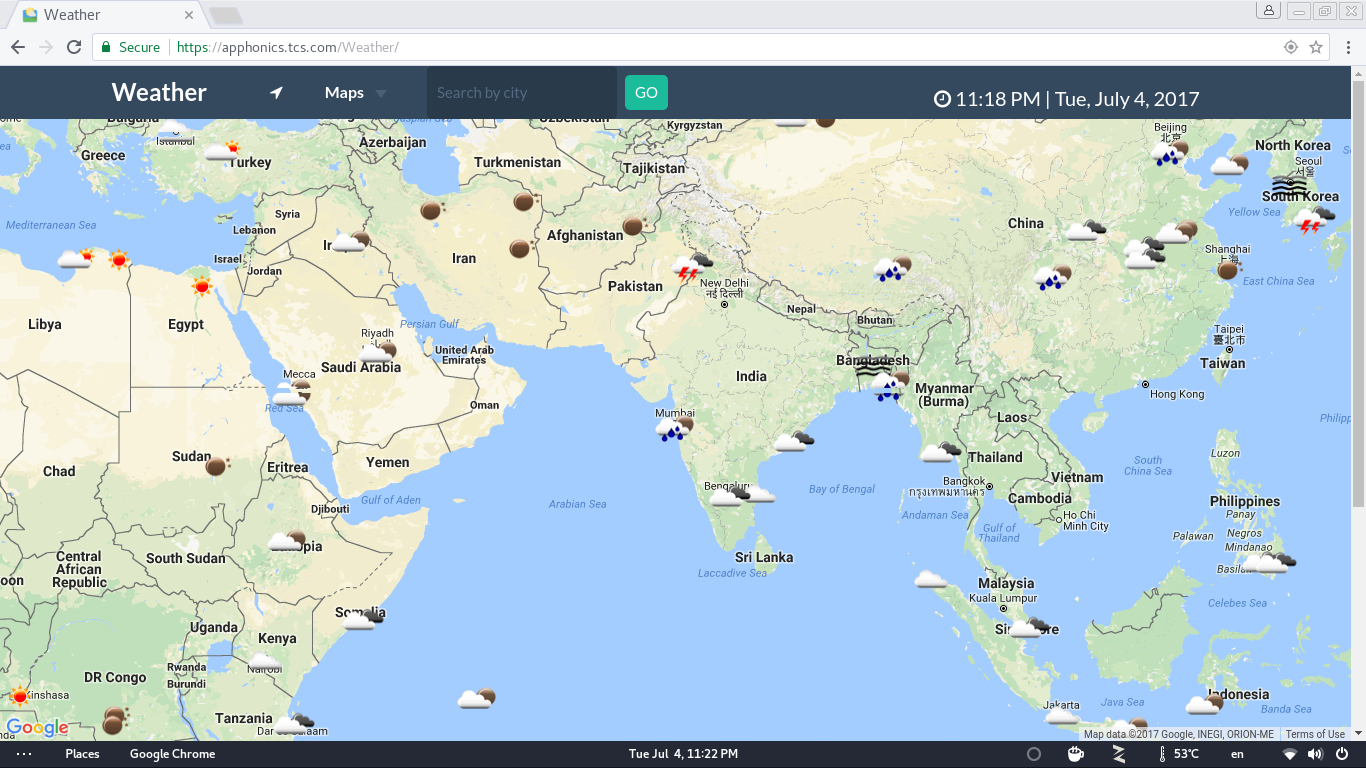 Weather
Secure
https://apphonics.tcs.com/Weather/
Weather
Maps
Search by city
GO
11:18 PM | Tue, July 4, 2017
Kyrgyzstan
Azerbaijan
Greece
Istanbul
Turkey
Turkmenistan
Tajikistan
Beijing
北京
North Korea
Seoul
서울
South Korea
Yellow Sea
Mediterranean Sea
Syria
Lebanon
Israel
Jordan
Iran
Afghanistan
Pakistan
New Delhi
नई दिल्ली
China
Shanghai
上海
East China Sea
Nepal
Bhutan
Libya
Egypt
Persian Gulf
Riyadh
Saudi Arabia
United Arab
Emirates
Mecca
Red Sea
Oman
Yemen
Gulf of Aden
Djibouti
Eritrea
Sudan
Chad
India
Bangladesh
Myanmar
(Burma)
Taipei
臺北市
Taiwan
Hong Kong
Laos
Thailand
Vietnam
Bangkok
กรุงเทพมหานคร
Cambodia
Ho Chi
Minh City
South
China Sea
Luzon
Philippines
Panay
Negros
Mindanao
Palawan
Mumbai
Bengaluru
Arabian Sea
Bay of Bengal
Andaman Sea
Gulf of
Thailand
Sri Lanka
Laccadive Sea
Central
African
Republic
South Sudan
Somalia
Uganda
Kenya
Nairobi
Rwanda
Burundi
DR Congo
Kinshasa
Tanzania
Malaysia
Kuala Lumpur
Celebes Sea
Jakarta
Java Sea
Indonesia
Banda Sea
Google
Map data ©2017 Google, INEGI, ORION-ME
Terms of Use
Places
Google Chrome
Tue Jul 4, 11:22 PM
53℃
en